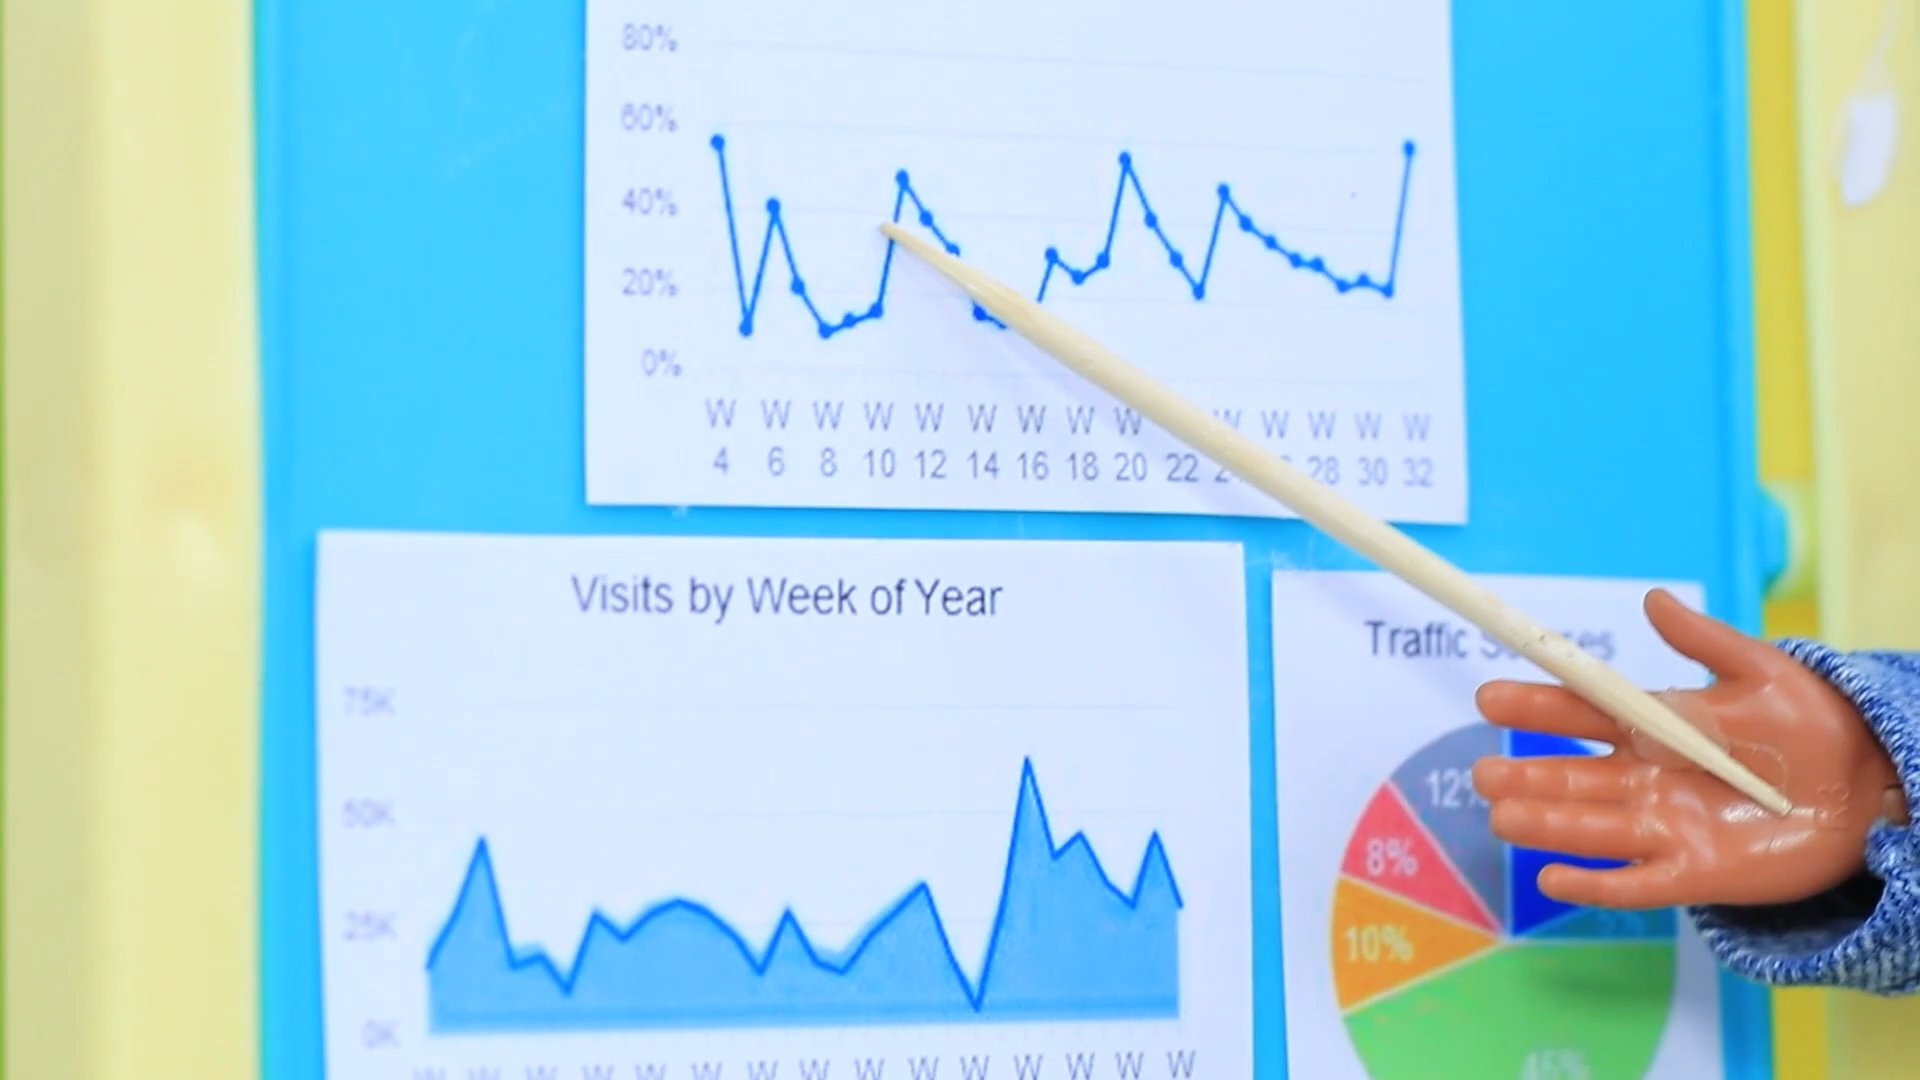 80%
60%
40%
20%
0%
W W W W W W W W W W W W W
4 6 8 10 12 14 16 18 20 22 28 30 32
Visits by Week of Year
75K
50K
25K
0K
W W W W W W W W W W W W W W
Traffic
12%
8%
10%
45%